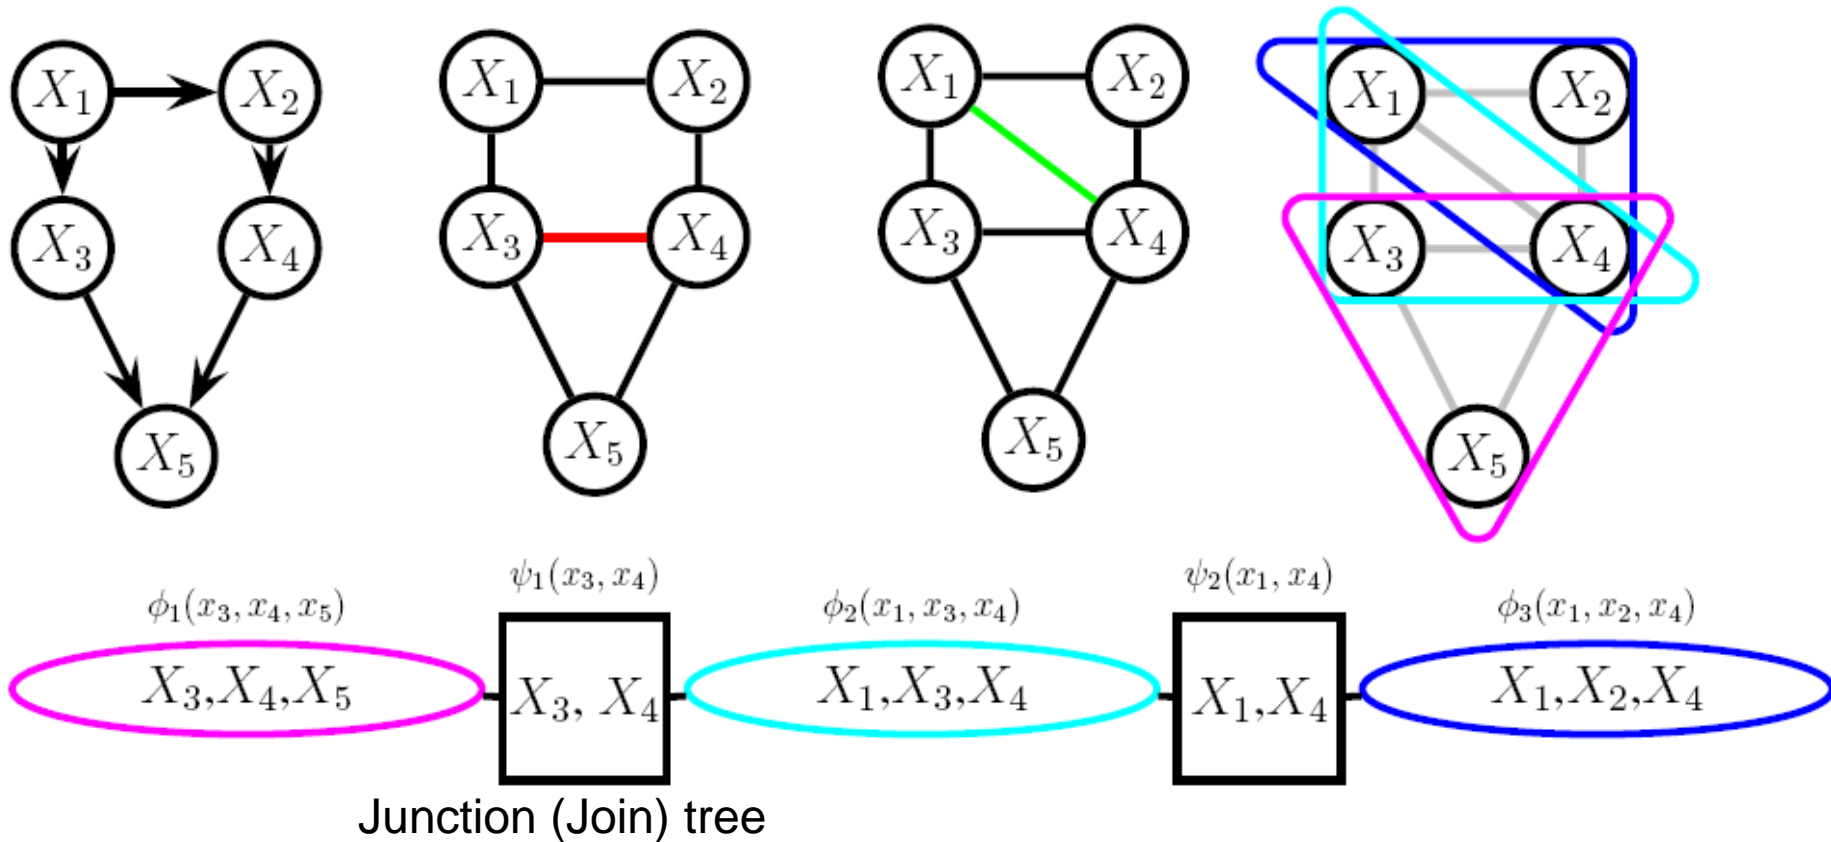 X₁ X₂ X₁ X₂ X₁ X₂ X₁ X₂
X₃ X₄ X₃ X₄ X₃ X₄ X₃ X₄
X₅ X₅ X₅ X₅
ψ₁(x₃, x₄) ψ₂(x₁, x₄)
ϕ₁(x₃, x₄, x₅) ϕ₂(x₁, x₃, x₄) ϕ₃(x₁, x₂, x₄)
X₃,X₄,X₅ X₃, X₄ X₁,X₃,X₄ X₁,X₄ X₁,X₂,X₄
Junction (Join) tree